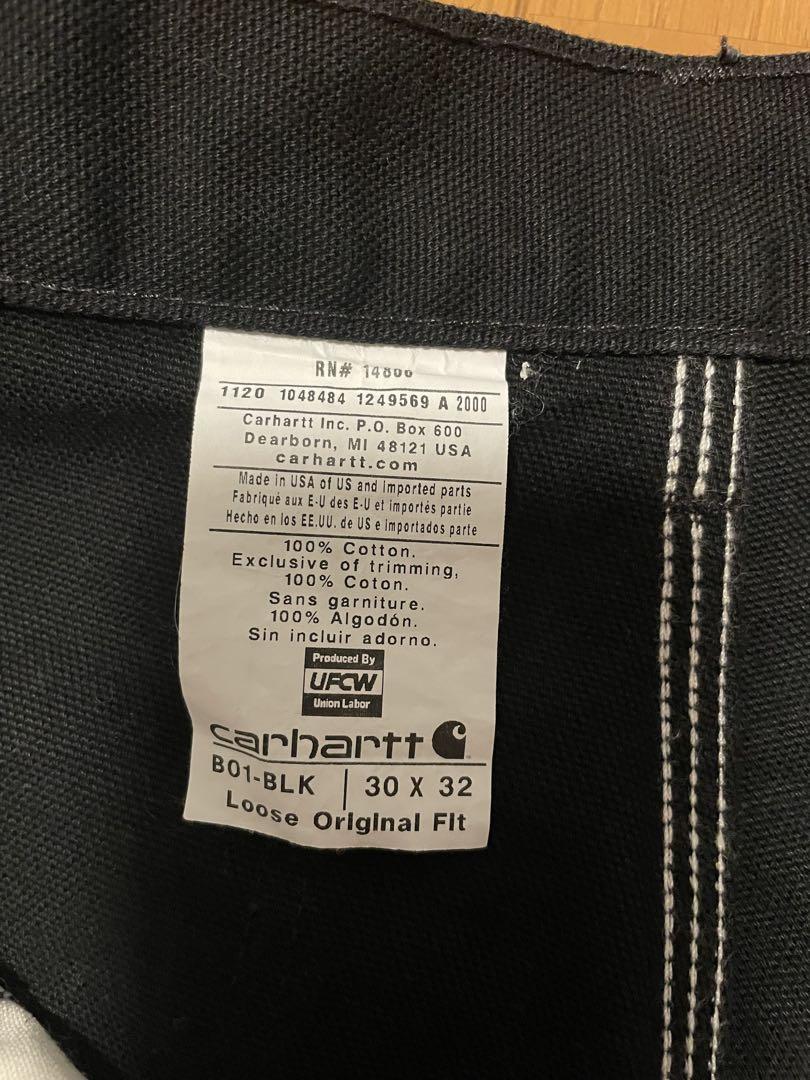 RN# 14806
1120 1048484 1249569 A 2000
Carhartt Inc. P.O. Box 600
Dearborn, MI 48121 USA
carhartt.com
Made in USA of US and imported parts
Fabriqué aux E-U des E-U et importés partie
Hecho en los EE.UU. de US e importados parte
100% Cotton.
Exclusive of trimming,
100% Coton.
Sans garniture.
100% Algodón.
Sin incluir adorno.
Produced By
UFCW
Union Labor
carhartt
B01-BLK | 30 X 32
Loose Original Fit